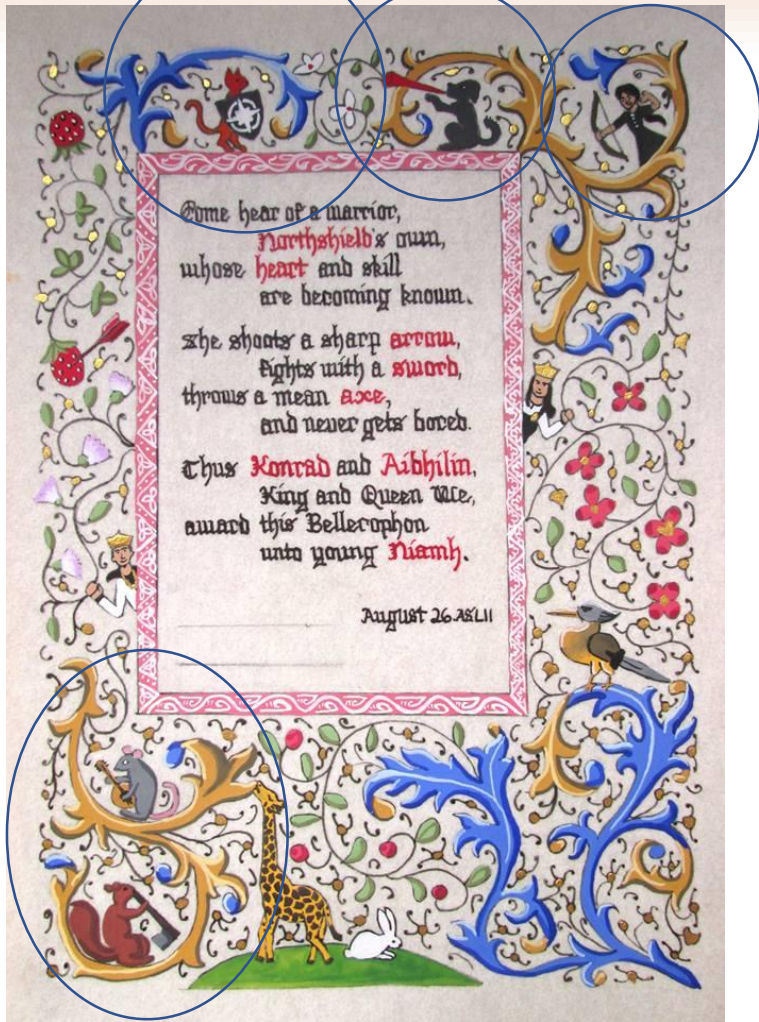 Come hear of a warrior,
Northshield's own,
whose heart and skill
are becoming known.
She shoots a sharp arrow,
fights with a sword,
throws a mean axe,
and never gets bored.
Thus Konrad and Aibhilin,
King and Queen We,
award this Bellerophon
unto young Niamh.
August 26. AS LII